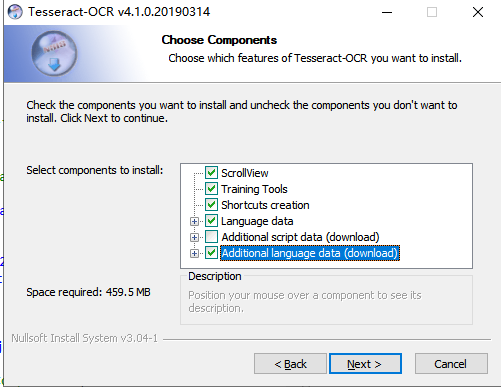 Tesseract-OCR v4.1.0.20190314
Choose Components
Choose which features of Tesseract-OCR you want to install.
Check the components you want to install and uncheck the components you don't want to
install. Click Next to continue.
Select components to install:
ScrollView
Training Tools
Shortcuts creation
Language data
Additional script data (download)
Additional language data (download)
Space required: 459.5 MB
Description
Position your mouse over a component to see its
description.
Nullsoft Install System v3.04-1
< Back
Next >
Cancel